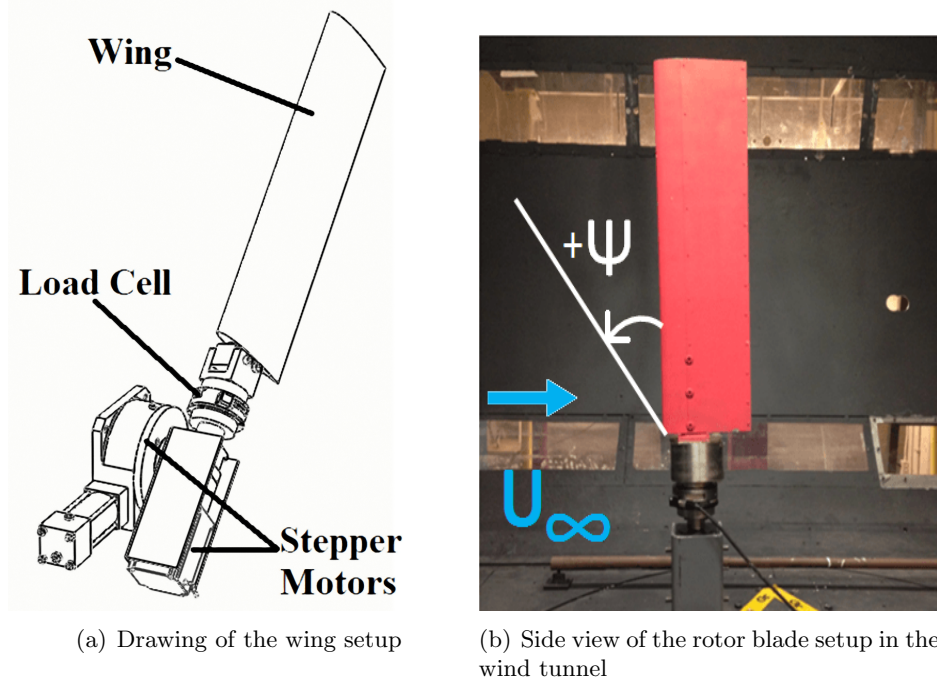 Wing
Load Cell
Stepper
Motors
+Ψ
U∞
(a) Drawing of the wing setup
(b) Side view of the rotor blade setup in the
wind tunnel